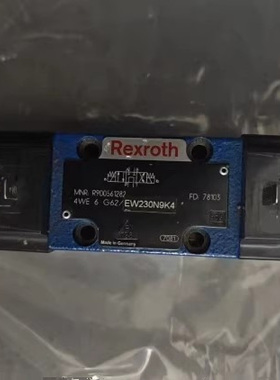 Rexroth
MNR: R900561282 FD: 78103
4WE 6 G62/EW230N9K4
Made in Germany